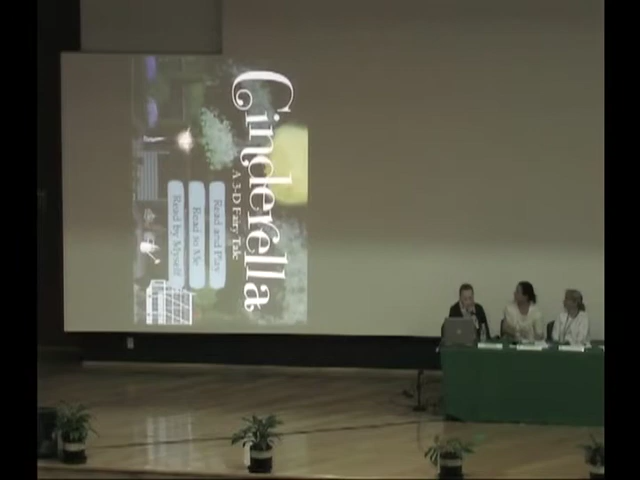 Cinderella
A 3-D Fairy Tale
Read and Play
Read to Me
Read by Myself